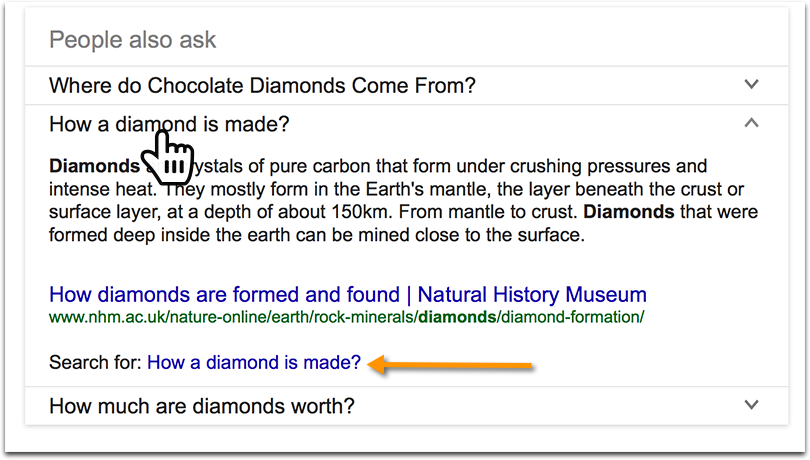 People also ask
Where do Chocolate Diamonds Come From?
How a diamond is made?
Diamonds rystals of pure carbon that form under crushing pressures and
intense heat. They mostly form in the Earth's mantle, the layer beneath the crust or
surface layer, at a depth of about 150km. From mantle to crust. Diamonds that were
formed deep inside the earth can be mined close to the surface.
How diamonds are formed and found | Natural History Museum
www.nhm.ac.uk/nature-online/earth/rock-minerals/diamonds/diamond-formation/
Search for: How a diamond is made?
How much are diamonds worth?